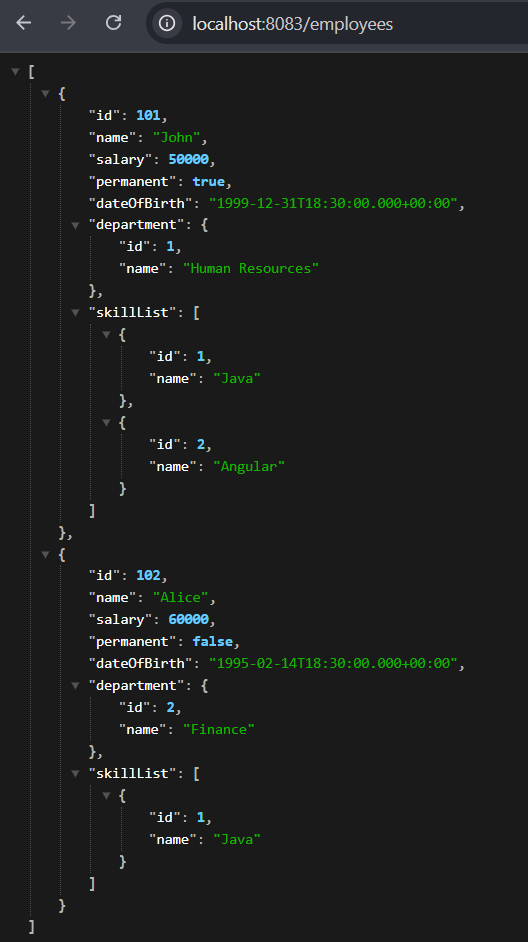 localhost:8083/employees
[
{
"id": 101,
"name": "John",
"salary": 50000,
"permanent": true,
"dateOfBirth": "1999-12-31T18:30:00.000+00:00",
"department": {
"id": 1,
"name": "Human Resources"
},
"skillList": [
{
"id": 1,
"name": "Java"
},
{
"id": 2,
"name": "Angular"
}
]
},
{
"id": 102,
"name": "Alice",
"salary": 60000,
"permanent": false,
"dateOfBirth": "1995-02-14T18:30:00.000+00:00",
"department": {
"id": 2,
"name": "Finance"
},
"skillList": [
{
"id": 1,
"name": "Java"
}
]
}
]